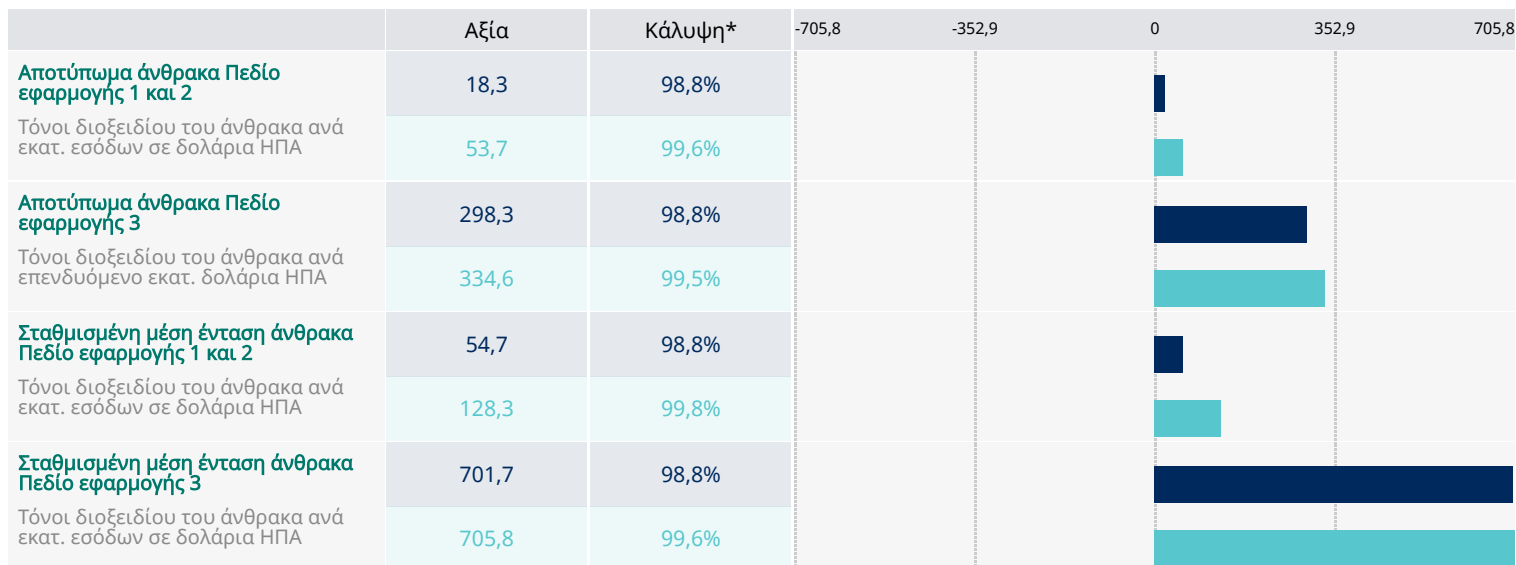 Αξία Κάλυψη* -705,8 -352,9 0 352,9 705,8
Αποτύπωμα άνθρακα Πεδίο
εφαρμογής 1 και 2
Τόνοι διοξειδίου του άνθρακα ανά
εκατ. εσόδων σε δολάρια ΗΠΑ
18,3 98,8%
53,7 99,6%
Αποτύπωμα άνθρακα Πεδίο
εφαρμογής 3
Τόνοι διοξειδίου του άνθρακα ανά
επενδυόμενο εκατ. δολάρια ΗΠΑ
298,3 98,8%
334,6 99,5%
Σταθμισμένη μέση ένταση άνθρακα
Πεδίο εφαρμογής 1 και 2
Τόνοι διοξειδίου του άνθρακα ανά
εκατ. εσόδων σε δολάρια ΗΠΑ
54,7 98,8%
128,3 99,8%
Σταθμισμένη μέση ένταση άνθρακα
Πεδίο εφαρμογής 3
Τόνοι διοξειδίου του άνθρακα ανά
εκατ. εσόδων σε δολάρια ΗΠΑ
701,7 98,8%
705,8 99,6%